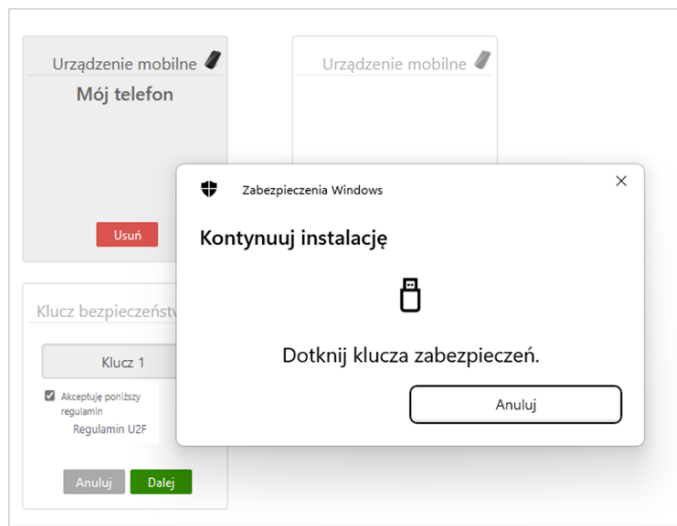 Urządzenie mobilne
Mój telefon
Usuń
Urządzenie mobilne
Zabezpieczenia Windows
Kontynuuj instalację
Dotknij klucza zabezpieczeń.
Anuluj
Klucz
Klucz 1
Akceptuję poniższy
regulamin
Regulamin U2F
Anuluj
Dalej